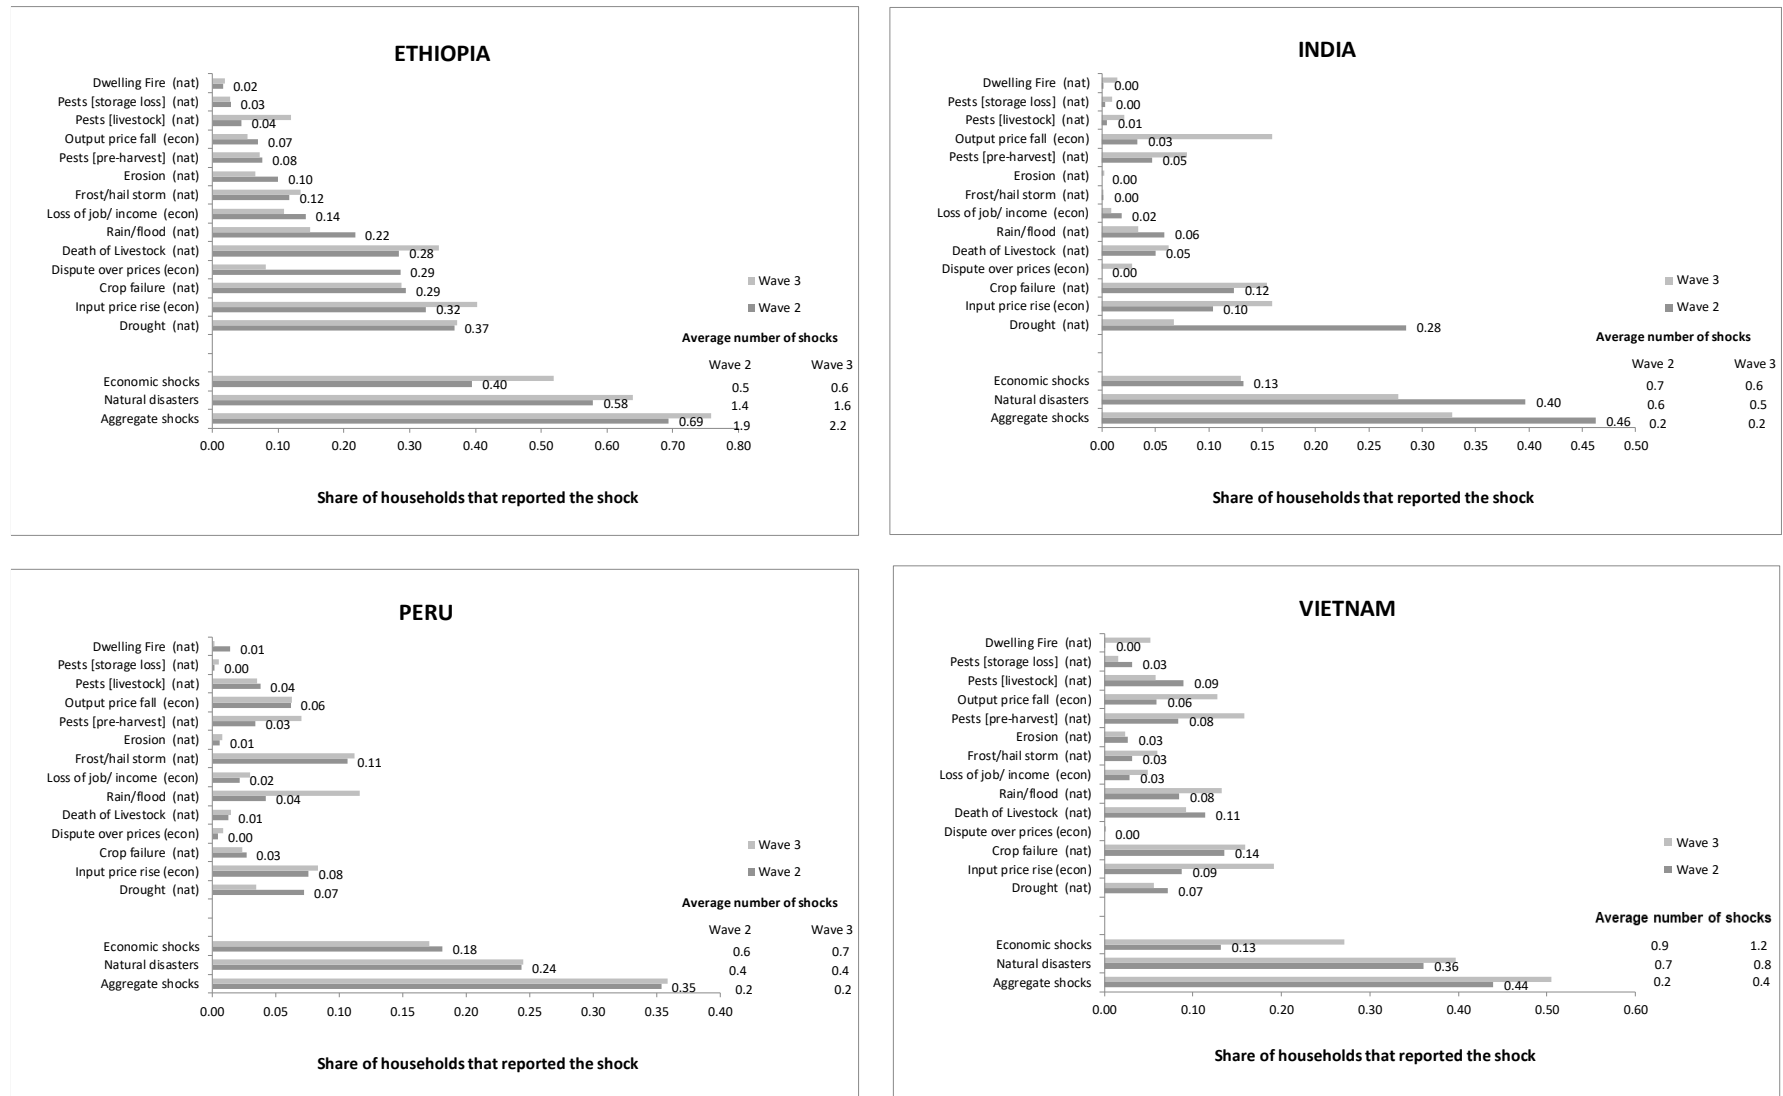 ETHIOPIA
Dwelling Fire (nat) 0.02
Pests [storage loss] (nat) 0.03
Pests [livestock] (nat) 0.04
Output price fall (econ) 0.07
Pests [pre-harvest] (nat) 0.08
Erosion (nat) 0.10
Frost/hail storm (nat) 0.12
Loss of job/ income (econ) 0.14
Rain/flood (nat) 0.22
Death of Livestock (nat) 0.28
Dispute over prices (econ) 0.29
Crop failure (nat) 0.29
Input price rise (econ) 0.32
Drought (nat) 0.37
Wave 3
Wave 2
Average number of shocks
Wave 2 Wave 3
Economic shocks 0.40 0.5 0.6
Natural disasters 0.58 1.4 1.6
Aggregate shocks 0.69 1.9 2.2
0.00 0.10 0.20 0.30 0.40 0.50 0.60 0.70 0.80
Share of households that reported the shock
INDIA
Dwelling Fire (nat) 0.00
Pests [storage loss] (nat) 0.00
Pests [livestock] (nat) 0.01
Output price fall (econ) 0.03
Pests [pre-harvest] (nat) 0.05
Erosion (nat) 0.00
Frost/hail storm (nat) 0.00
Loss of job/ income (econ) 0.02
Rain/flood (nat) 0.06
Death of Livestock (nat) 0.05
Dispute over prices (econ) 0.00
Crop failure (nat) 0.12
Input price rise (econ) 0.10
Drought (nat) 0.28
Wave 3
Wave 2
Average number of shocks
Wave 2 Wave 3
Economic shocks 0.13 0.7 0.6
Natural disasters 0.40 0.6 0.5
Aggregate shocks 0.46 0.2 0.2
0.00 0.05 0.10 0.15 0.20 0.25 0.30 0.35 0.40 0.45 0.50
Share of households that reported the shock
PERU
Dwelling Fire (nat) 0.01
Pests [storage loss] (nat) 0.00
Pests [livestock] (nat) 0.04
Output price fall (econ) 0.06
Pests [pre-harvest] (nat) 0.03
Erosion (nat) 0.01
Frost/hail storm (nat) 0.11
Loss of job/ income (econ) 0.02
Rain/flood (nat) 0.04
Death of Livestock (nat) 0.01
Dispute over prices (econ) 0.00
Crop failure (nat) 0.03
Input price rise (econ) 0.08
Drought (nat) 0.07
Wave 3
Wave 2
Average number of shocks
Wave 2 Wave 3
Economic shocks 0.18 0.6 0.7
Natural disasters 0.24 0.4 0.4
Aggregate shocks 0.35 0.2 0.2
0.00 0.05 0.10 0.15 0.20 0.25 0.30 0.35 0.40
Share of households that reported the shock
VIETNAM
Dwelling Fire (nat) 0.00
Pests [storage loss] (nat) 0.03
Pests [livestock] (nat) 0.09
Output price fall (econ) 0.06
Pests [pre-harvest] (nat) 0.08
Erosion (nat) 0.03
Frost/hail storm (nat) 0.03
Loss of job/ income (econ) 0.03
Rain/flood (nat) 0.08
Death of Livestock (nat) 0.11
Dispute over prices (econ) 0.00
Crop failure (nat) 0.14
Input price rise (econ) 0.09
Drought (nat) 0.07
Wave 3
Wave 2
Average number of shocks
Economic shocks 0.13 0.9 1.2
Natural disasters 0.36 0.7 0.8
Aggregate shocks 0.44 0.2 0.4
0.00 0.10 0.20 0.30 0.40 0.50 0.60
Share of households that reported the shock